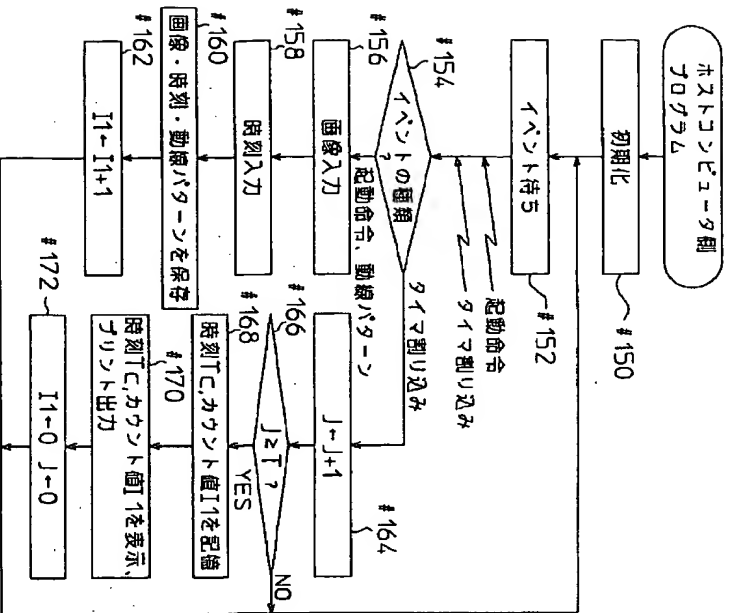 ホストコンピュータ側
プログラム
初期化
#150
イベント待ち
#152
起動命令
タイマ割り込み
#154
イベントの種類
?
タイマ割り込み
起動命令、動線パターン
#156
画像入力
#158
時刻入力
#160
画像・時刻・動線パターンを保存
#162
I1←I1+1
J←J+1
#164
#166
J≥T ?
NO
YES
#168
時刻Tc,カウント値I1を記憶
#170
時刻Tc,カウント値I1を表示、
プリント出力
#172
I1←0 J←0